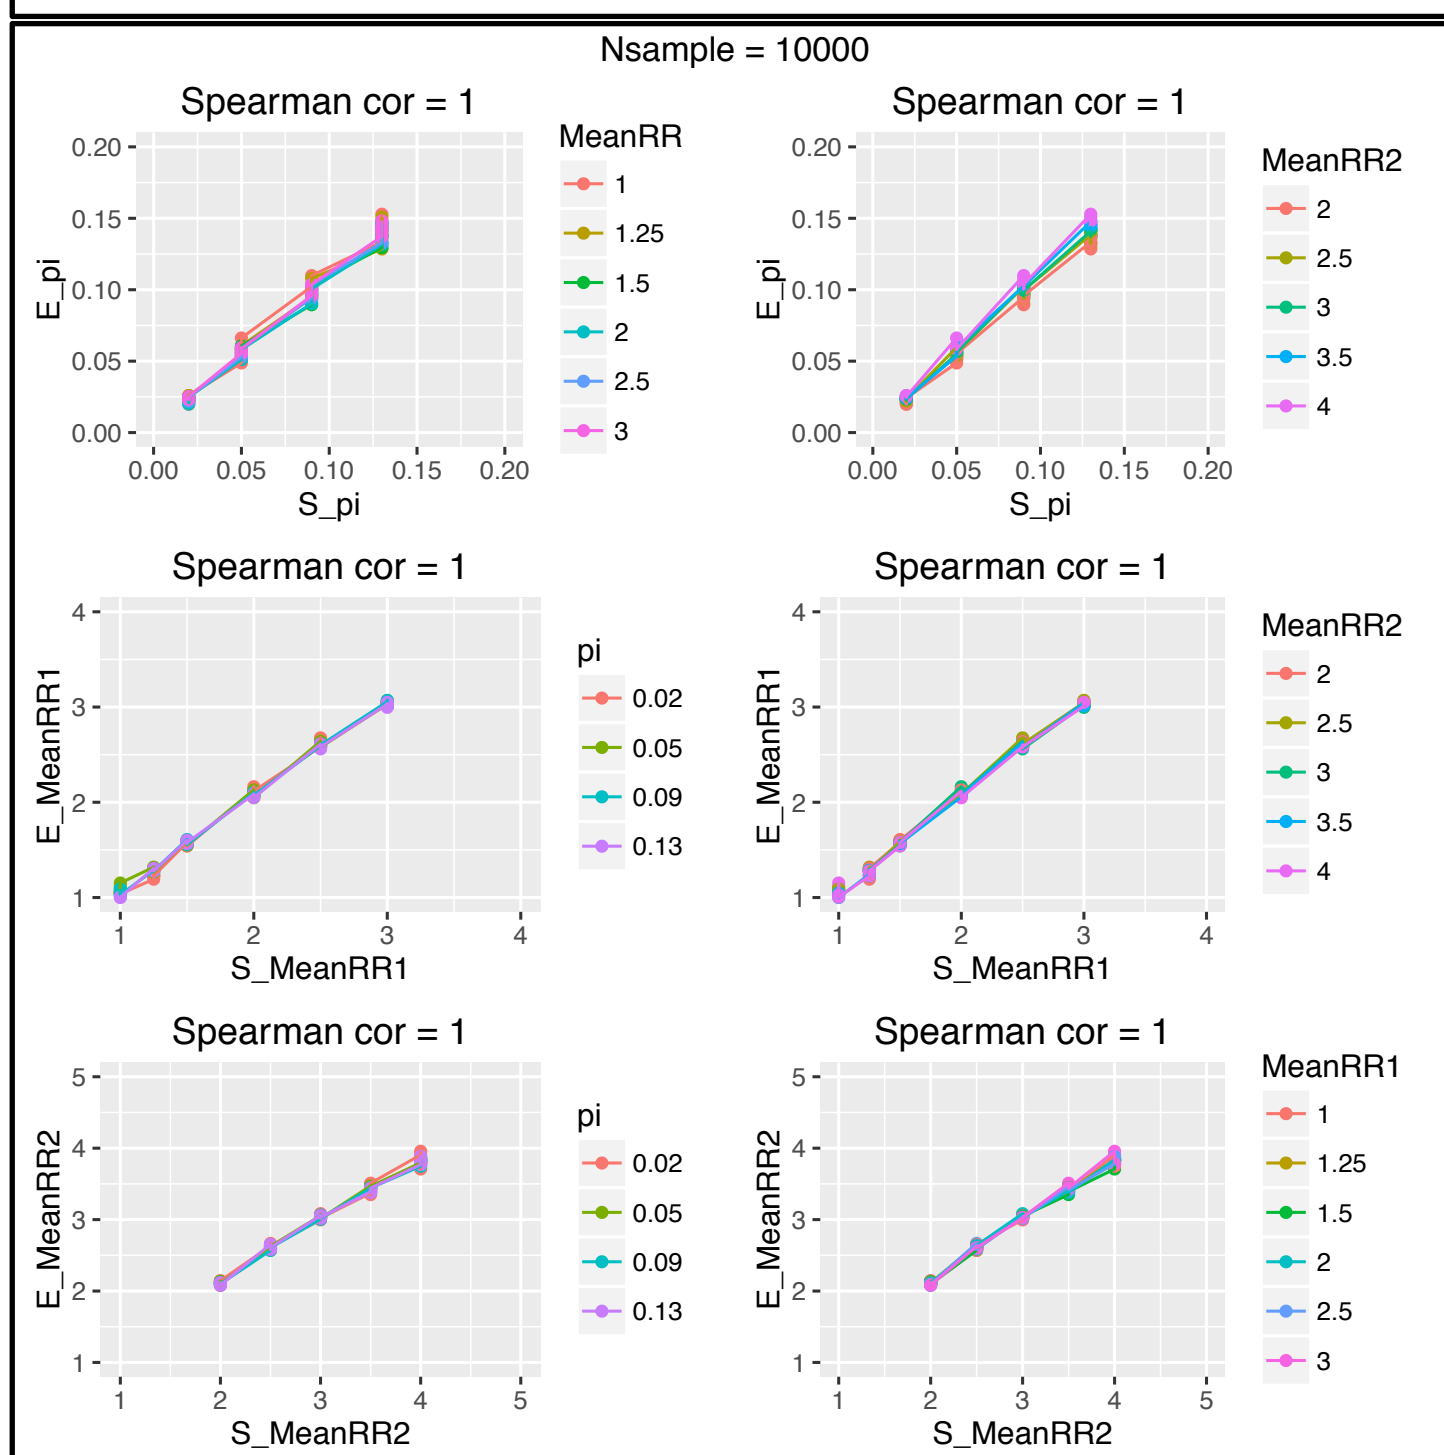 Nsample = 10000
Spearman cor = 1
0.20
0.15
0.10
0.05
0.00
E_pi
0.00 0.05 0.10 0.15 0.20
S_pi
MeanRR
1
1.25
1.5
2
2.5
3
Spearman cor = 1
0.20
0.15
0.10
0.05
0.00
E_pi
0.00 0.05 0.10 0.15 0.20
S_pi
MeanRR2
2
2.5
3
3.5
4
Spearman cor = 1
4
3
2
1
E_MeanRR1
1 2 3 4
S_MeanRR1
pi
0.02
0.05
0.09
0.13
Spearman cor = 1
4
3
2
1
E_MeanRR1
1 2 3 4
S_MeanRR1
MeanRR2
2
2.5
3
3.5
4
Spearman cor = 1
5
4
3
2
1
E_MeanRR2
1 2 3 4 5
S_MeanRR2
pi
0.02
0.05
0.09
0.13
Spearman cor = 1
5
4
3
2
1
E_MeanRR2
1 2 3 4 5
S_MeanRR2
MeanRR1
1
1.25
1.5
2
2.5
3